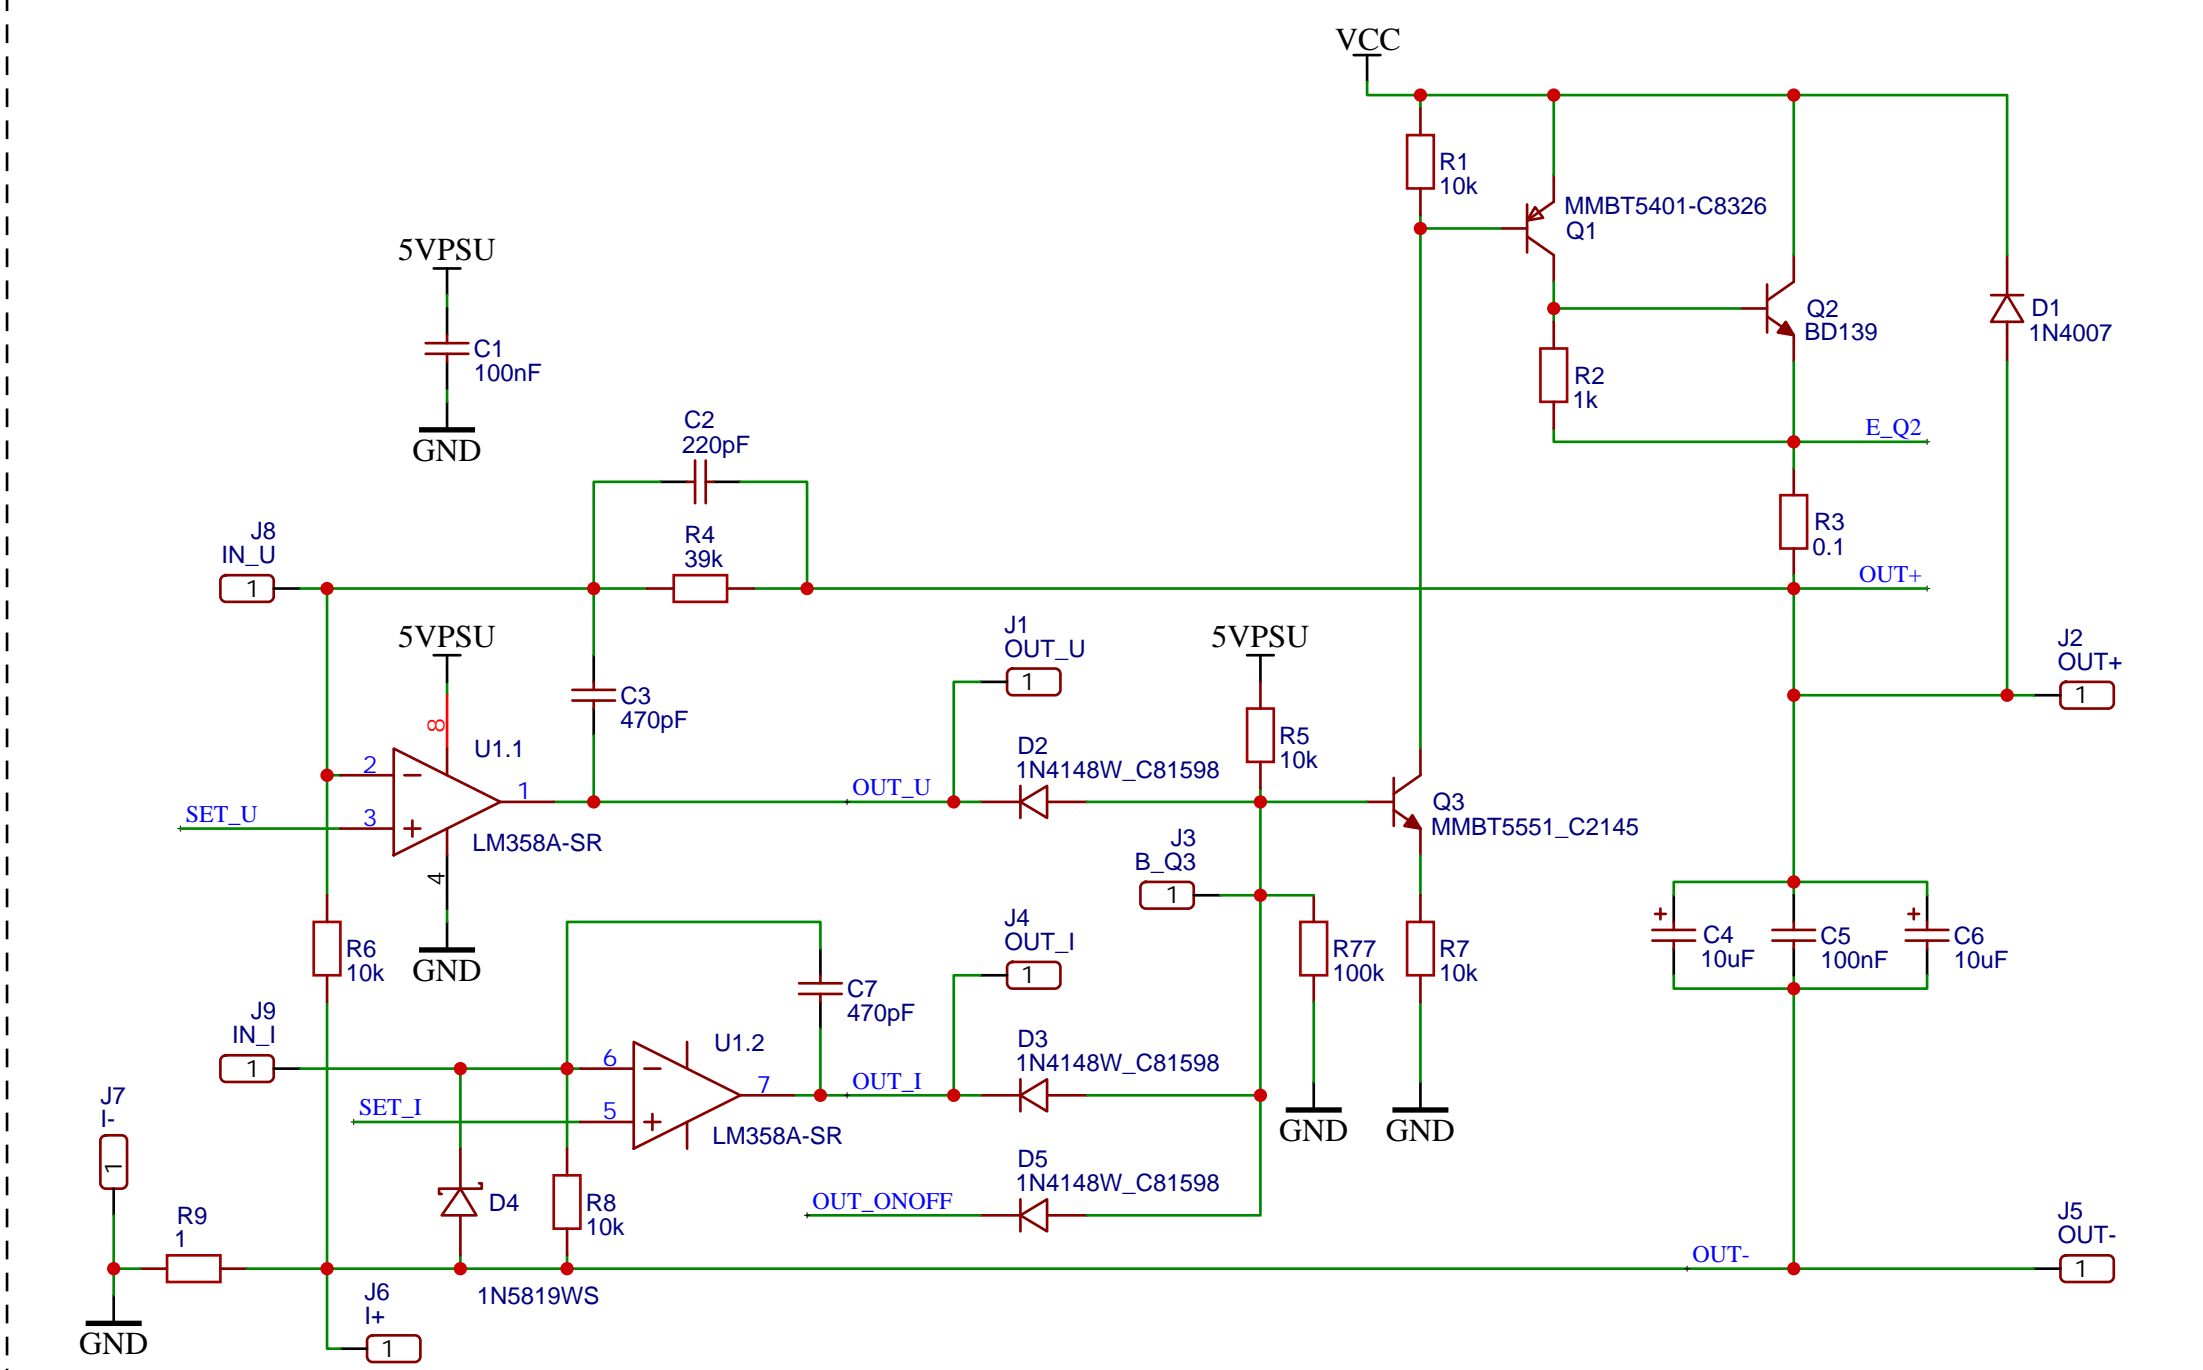 VCC
R1
10k
MMBT5401-C8326
Q1
5VPSU
C1
100nF
GND
Q2
BD139
D1
1N4007
R2
1k
E_Q2
C2
220pF
R4
39k
J8
IN_U
1
R3
0.1
OUT+
5VPSU
8
C3
470pF
J1
OUT_U
1
5VPSU
R5
10k
J2
OUT+
1
U1.1
2
3
1
SET_U
LM358A-SR
4
GND
OUT_U
D2
1N4148W_C81598
Q3
MMBT5551_C2145
J3
B_Q3
1
R6
10k
J4
OUT_I
1
R77
100k
R7
10k
C4
10uF
C5
100nF
C6
10uF
C7
470pF
J9
IN_I
1
U1.2
6
5
7
SET_I
LM358A-SR
OUT_I
D3
1N4148W_C81598
GND
GND
J7
I-
1
D4
1N5819WS
R8
10k
D5
1N4148W_C81598
OUT_ONOFF
R9
1
GND
J6
I+
1
OUT-
J5
OUT-
1